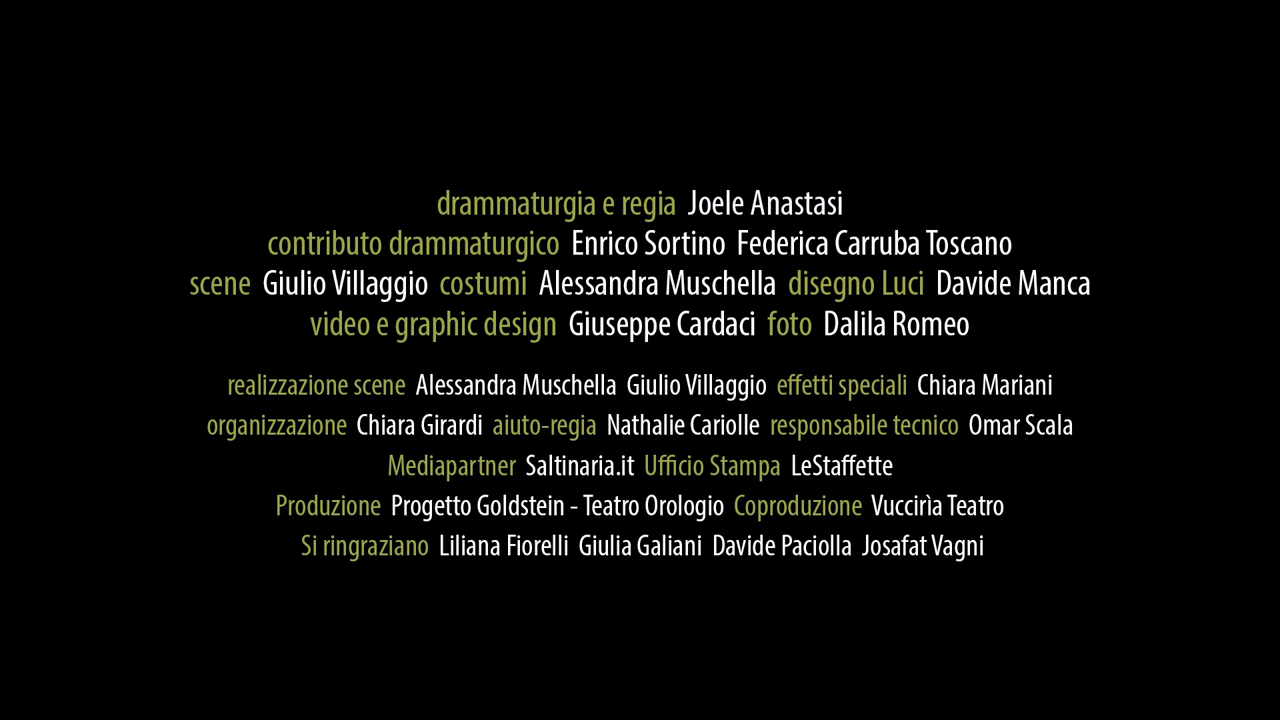 drammaturgia e regia Joele Anastasi
contributo drammaturgico Enrico Sortino Federica Carruba Toscano
scene Giulio Villaggio costumi Alessandra Muschella disegno Luci Davide Manca
video e graphic design Giuseppe Cardaci foto Dalila Romeo
realizzazione scene Alessandra Muschella Giulio Villaggio effetti speciali Chiara Mariani
organizzazione Chiara Girardi aiuto-regia Nathalie Cariolle responsabile tecnico Omar Scala
Mediapartner Saltinaria.it Ufficio Stampa LeStaffette
Produzione Progetto Goldstein - Teatro Orologio Coproduzione Vuccirìa Teatro
Si ringraziano Liliana Fiorelli Giulia Galiani Davide Paciolla Josafat Vagni